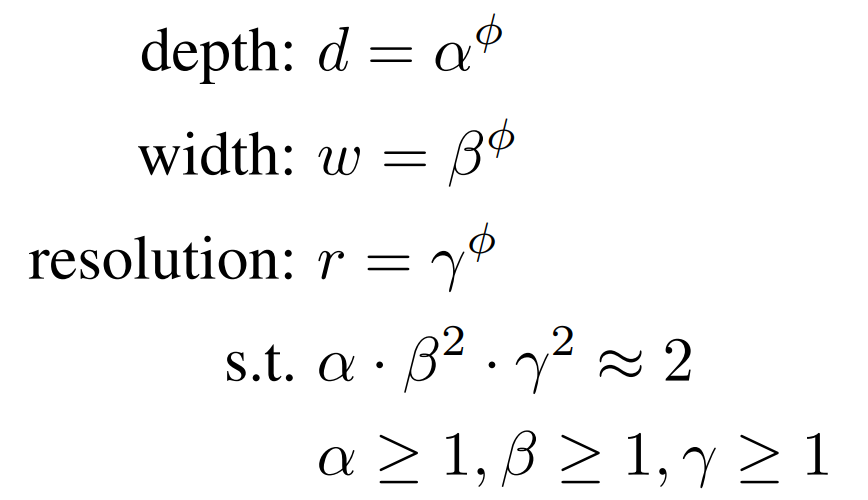 depth: d = α^ϕ
width: w = β^ϕ
resolution: r = γ^ϕ
s.t. α · β² · γ² ≈ 2
α ≥ 1, β ≥ 1, γ ≥ 1